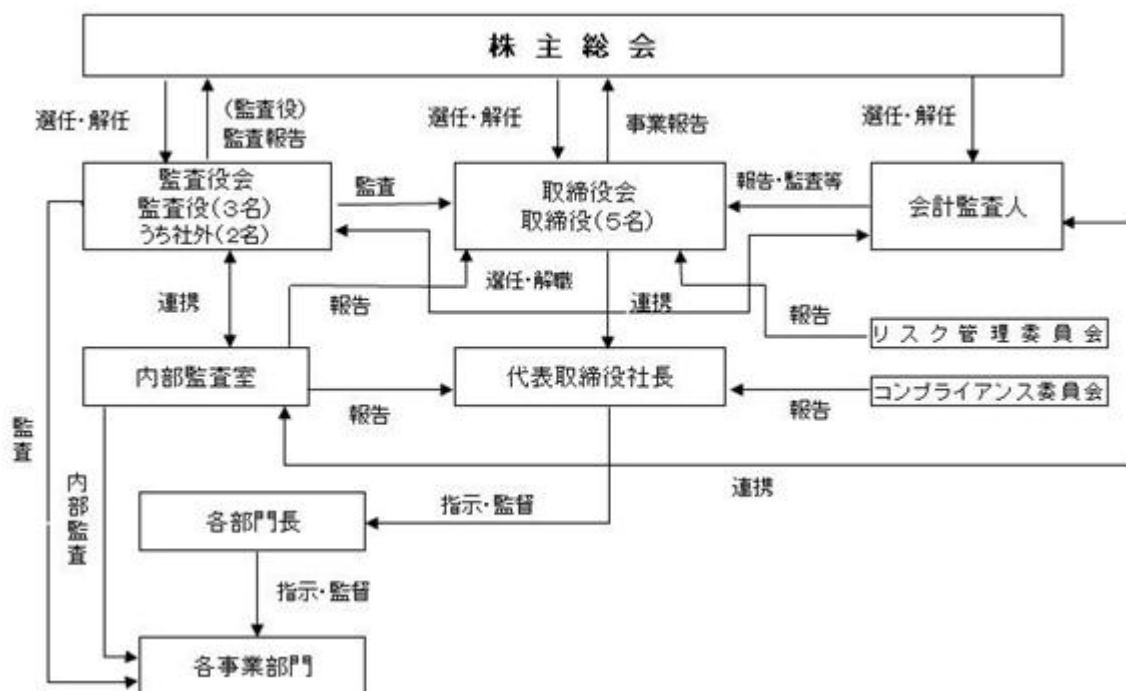 株主総会
選任・解任
(監査役)
監査報告
選任・解任
事業報告
選任・解任
監査役会
監査役(3名)
うち社外(2名)
監査
取締役会
取締役(5名)
報告・監査等
会計監査人
連携
報告
選任・解職
連携
報告
リスク管理委員会
内部監査室
報告
代表取締役社長
報告
コンプライアンス委員会
監査
内部監査
連携
指示・監督
各部門長
指示・監督
各事業部門